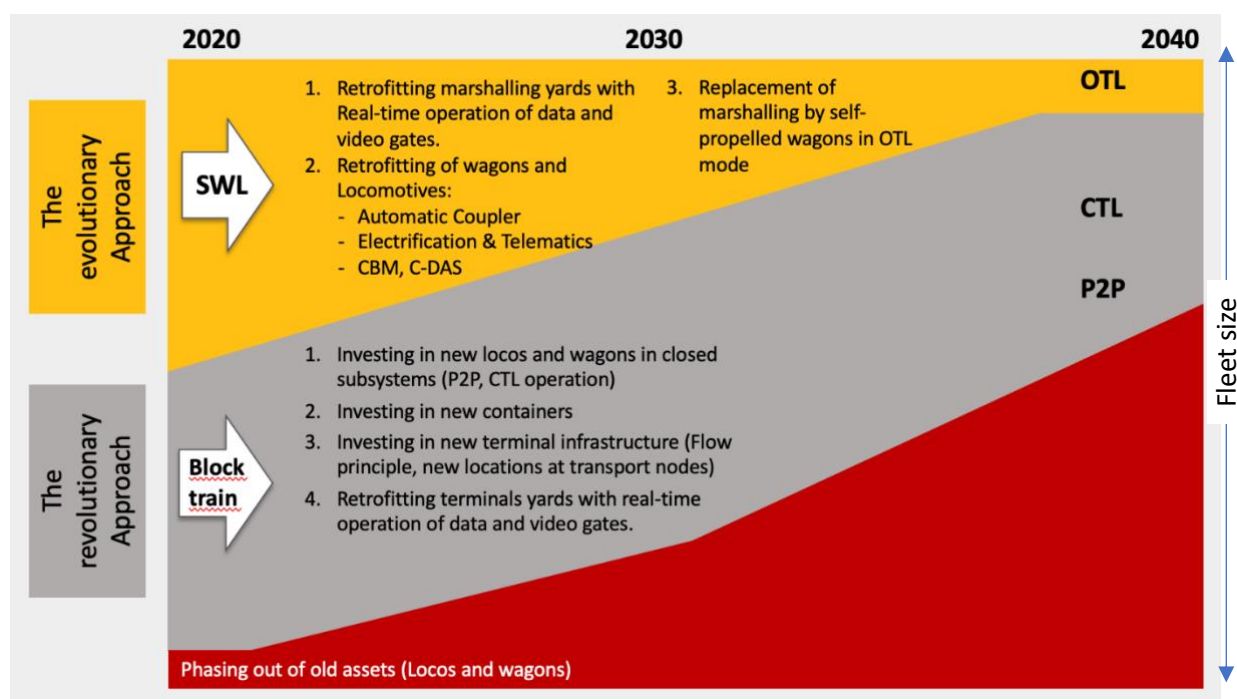 2020
2030
2040
The
evolutionary
Approach
SWL
1. Retrofitting marshalling yards with
Real-time operation of data and
video gates.
2. Retrofitting of wagons and
Locomotives:
- Automatic Coupler
- Electrification & Telematics
- CBM, C-DAS
3. Replacement of
marshalling by self-
propelled wagons in OTL
mode
OTL
CTL
P2P
The
revolutionary
Approach
Block
train
1. Investing in new locos and wagons in closed
subsystems (P2P, CTL operation)
2. Investing in new containers
3. Investing in new terminal infrastructure (Flow
principle, new locations at transport nodes)
4. Retrofitting terminals yards with real-time
operation of data and video gates.
Phasing out of old assets (Locos and wagons)
Fleet size